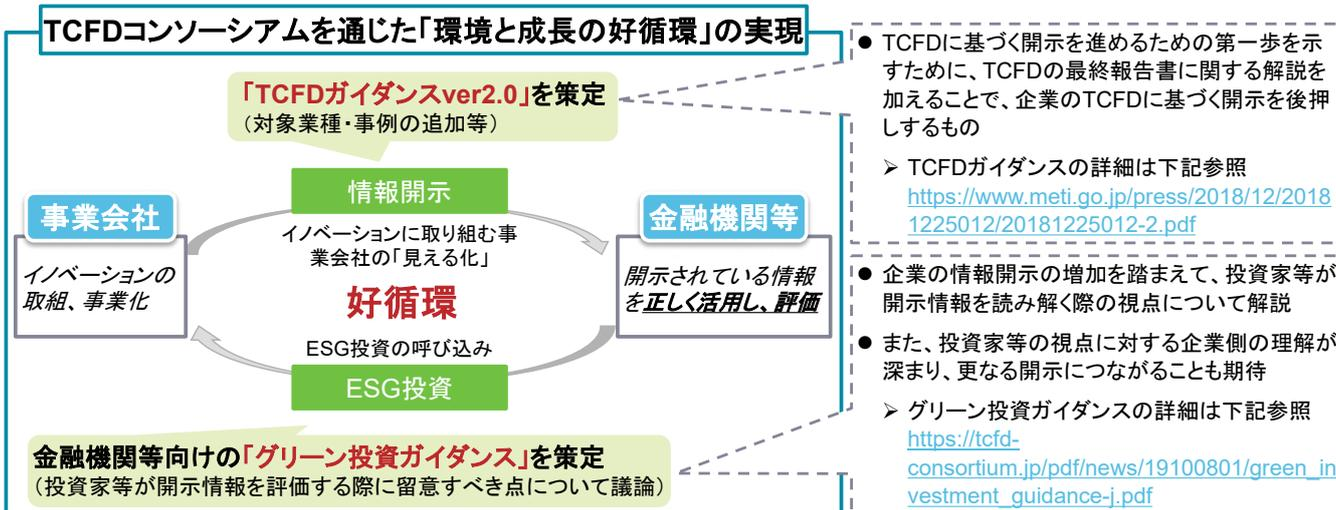 TCFDコンソーシアムを通じた「環境と成長の好循環」の実現
「TCFDガイダンスver2.0」を策定
（対象業種・事例の追加等）
情報開示
事業会社
金融機関等
イノベーションに取り組む事
業会社の「見える化」
イノベーションの
取組、事業化
開示されている情報
を正しく活用し、評価
好循環
ESG投資の呼び込み
ESG投資
金融機関等向けの「グリーン投資ガイダンス」を策定
（投資家等が開示情報を評価する際に留意すべき点について議論）
● TCFDに基づく開示を進めるための第一歩を示
すために、TCFDの最終報告書に関する解説を
加えることで、企業のTCFDに基づく開示を後押
しするもの
➢ TCFDガイダンスの詳細は下記参照
https://www.meti.go.jp/press/2018/12/2018
1225012/20181225012-2.pdf
● 企業の情報開示の増加を踏まえて、投資家等が
開示情報を読み解く際の視点について解説
● また、投資家等の視点に対する企業側の理解が
深まり、更なる開示につながることも期待
➢ グリーン投資ガイダンスの詳細は下記参照
https://tcfd-
consortium.jp/pdf/news/19100801/green_in
vestment_guidance-j.pdf